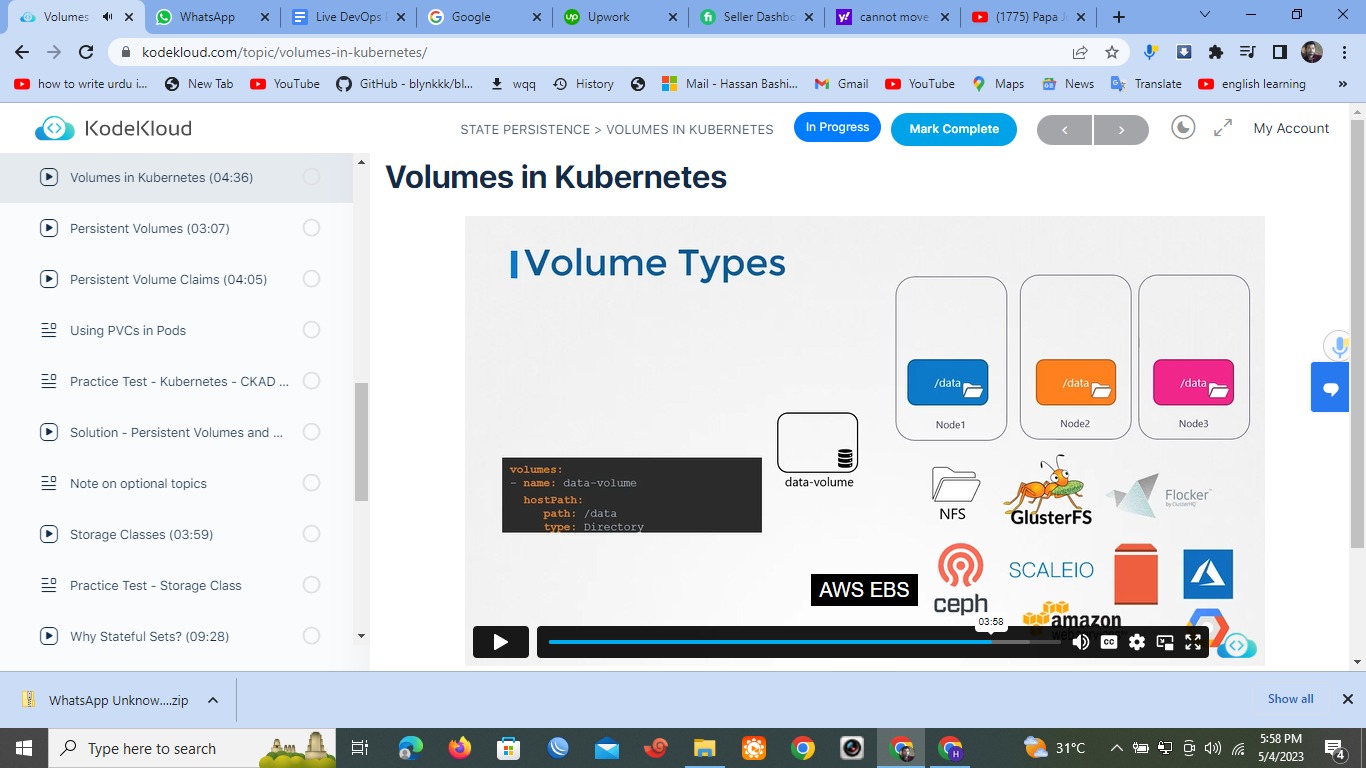 Volumes
WhatsApp
Live DevOps
Google
Upwork
Seller Dashbo
cannot move
(1775) Papa J
kodekloud.com/topic/volumes-in-kubernetes/
how to write urdu i...
New Tab
YouTube
GitHub - blynkkk/bl...
wqq
History
Mail - Hassan Bashi...
Gmail
YouTube
Maps
News
Translate
english learning
KodeKloud
STATE PERSISTENCE > VOLUMES IN KUBERNETES
In Progress
Mark Complete
My Account
Volumes in Kubernetes (04:36)
Persistent Volumes (03:07)
Persistent Volume Claims (04:05)
Using PVCs in Pods
Practice Test - Kubernetes - CKAD ...
Solution - Persistent Volumes and ...
Note on optional topics
Storage Classes (03:59)
Practice Test - Storage Class
Why Stateful Sets? (09:28)
Volumes in Kubernetes
Volume Types
/data
/data
/data
Node1
Node2
Node3
data-volume
volumes:
- name: data-volume
hostPath:
path: /data
type: Directory
NFS
GlusterFS
Flocker
by ClusterHQ
ceph
SCALEIO
AWS EBS
amazon
03:58
CC
WhatsApp Unknow....zip
Show all
Type here to search
31°C
5:58 PM
5/4/2023
4